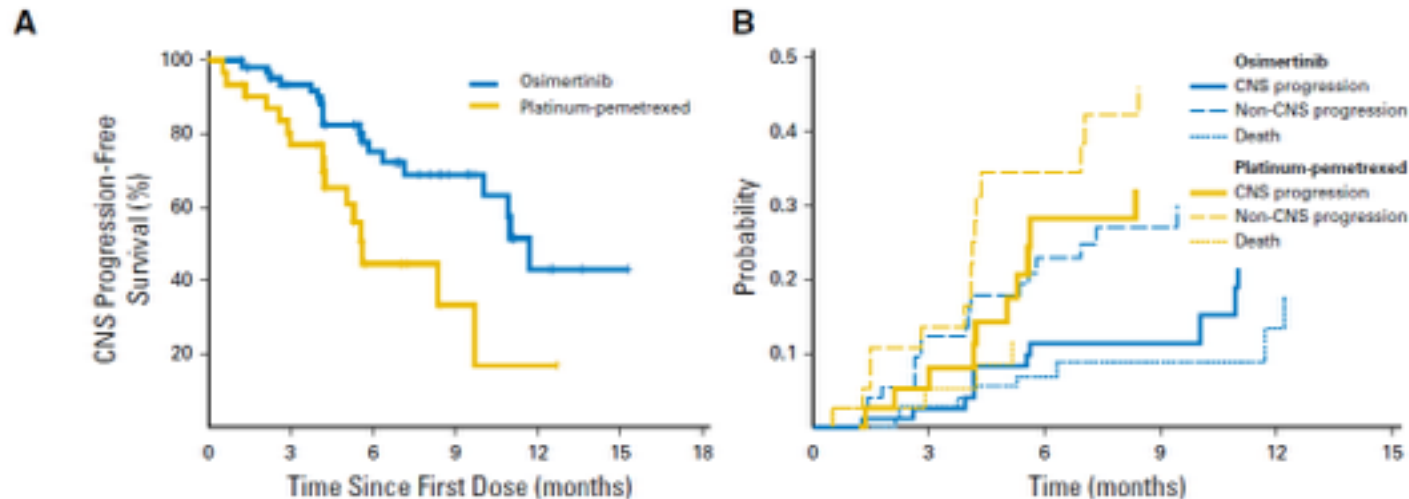 A
CNS Progression-Free
Survival (%)
100
80
60
40
20
Osimertinib
Platinum-pemetrexed
0 3 6 9 12 15 18
Time Since First Dose (months)
B
Probability
0.5
0.4
0.3
0.2
0.1
Osimertinib
CNS progression
Non-CNS progression
Death
Platinum-pemetrexed
CNS progression
Non-CNS progression
Death
0 3 6 9 12 15
Time (months)